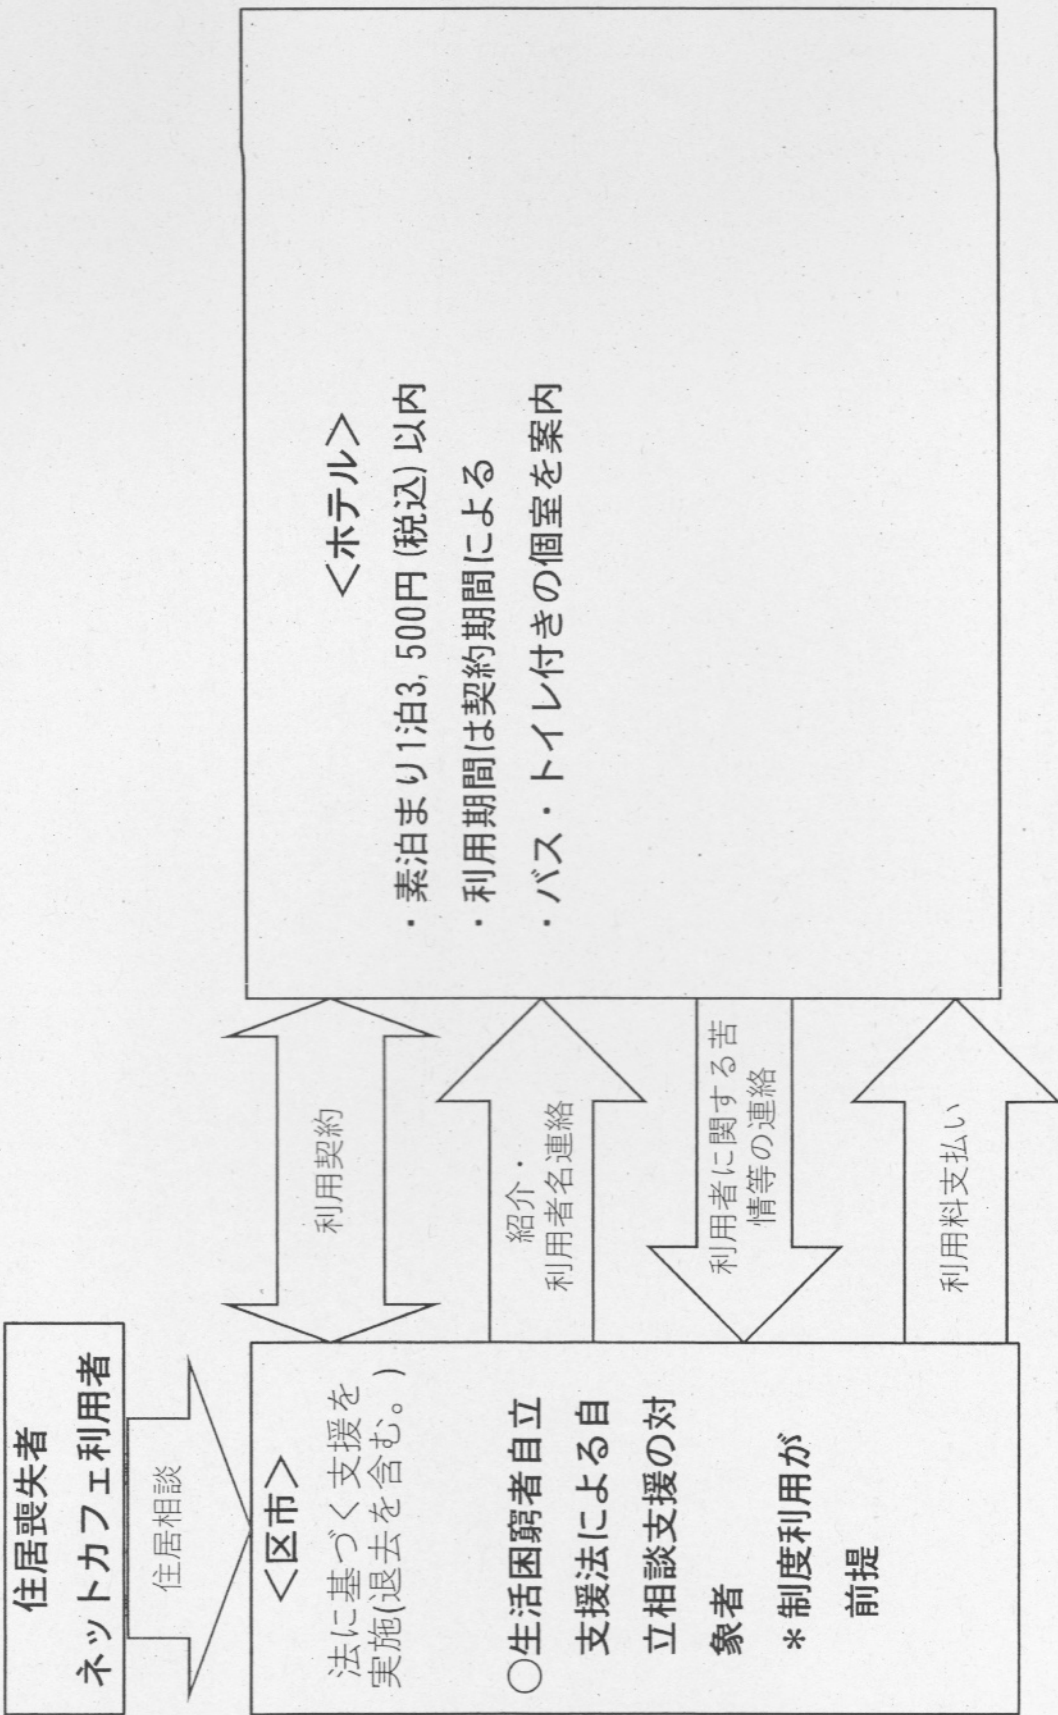 住居喪失者
ネットカフェ利用者
住居相談
＜区市＞
法に基づく支援を
実施(退去を含む。)
○生活困窮者自立
支援法による自
立相談支援の対
象者
＊制度利用が
前提
利用契約
紹介・
利用者名連絡
利用者に関する苦
情等の連絡
利用料支払い
＜ホテル＞
・素泊まり1泊3,500円(税込)以内
・利用期間は契約期間による
・バス・トイレ付きの個室を案内